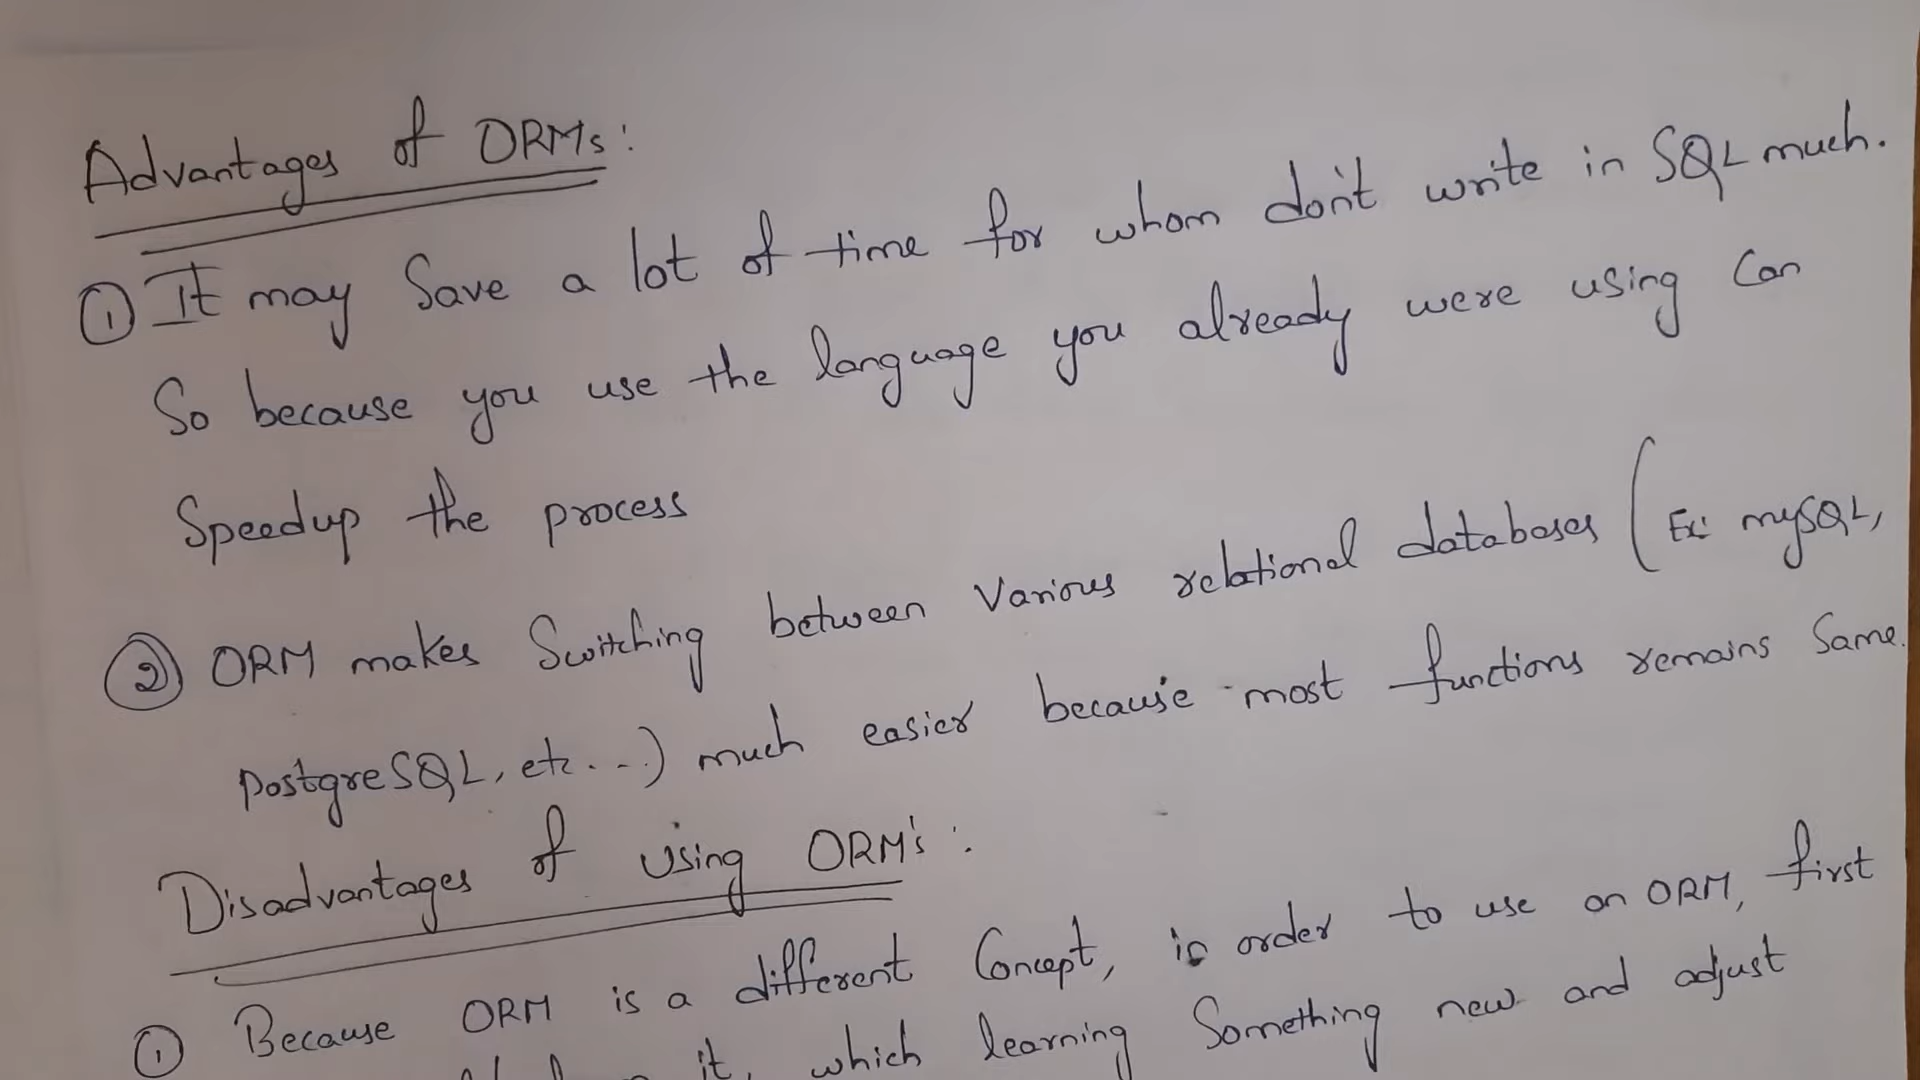 Advantages of ORMs:
① It may Save a lot of time for whom don't write in SQL much.
So because you use the language you already were using Can
Speedup the process
② ORM makes Switching between Various relational databases (Ex: mySQL,
PostgreSQL, etc...) much easier because most functions remains Same.
Disadvantages of using ORM's:
① Because ORM is a different Concept, in order to use an ORM, first
it, which learning Something new and adjust